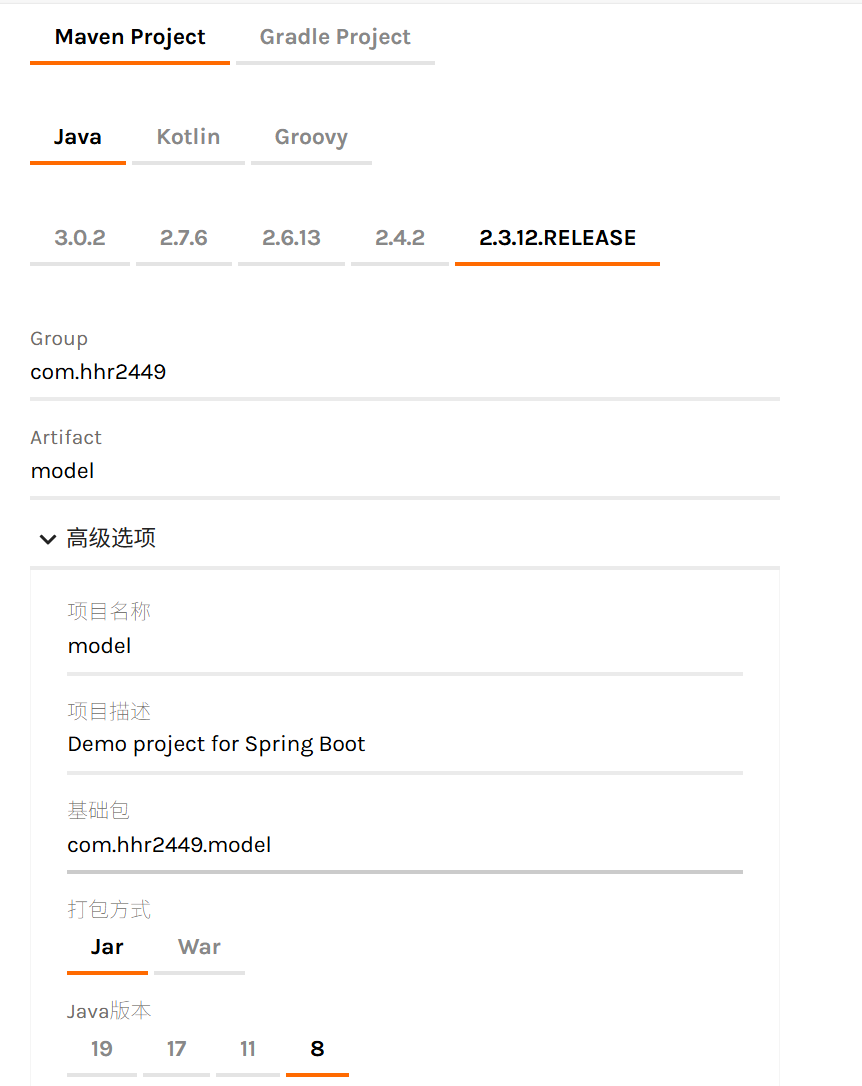 Maven Project Gradle Project
Java Kotlin Groovy
3.0.2 2.7.6 2.6.13 2.4.2 2.3.12.RELEASE
Group
com.hhr2449
Artifact
model
高级选项
项目名称
model
项目描述
Demo project for Spring Boot
基础包
com.hhr2449.model
打包方式
Jar War
Java版本
19 17 11 8